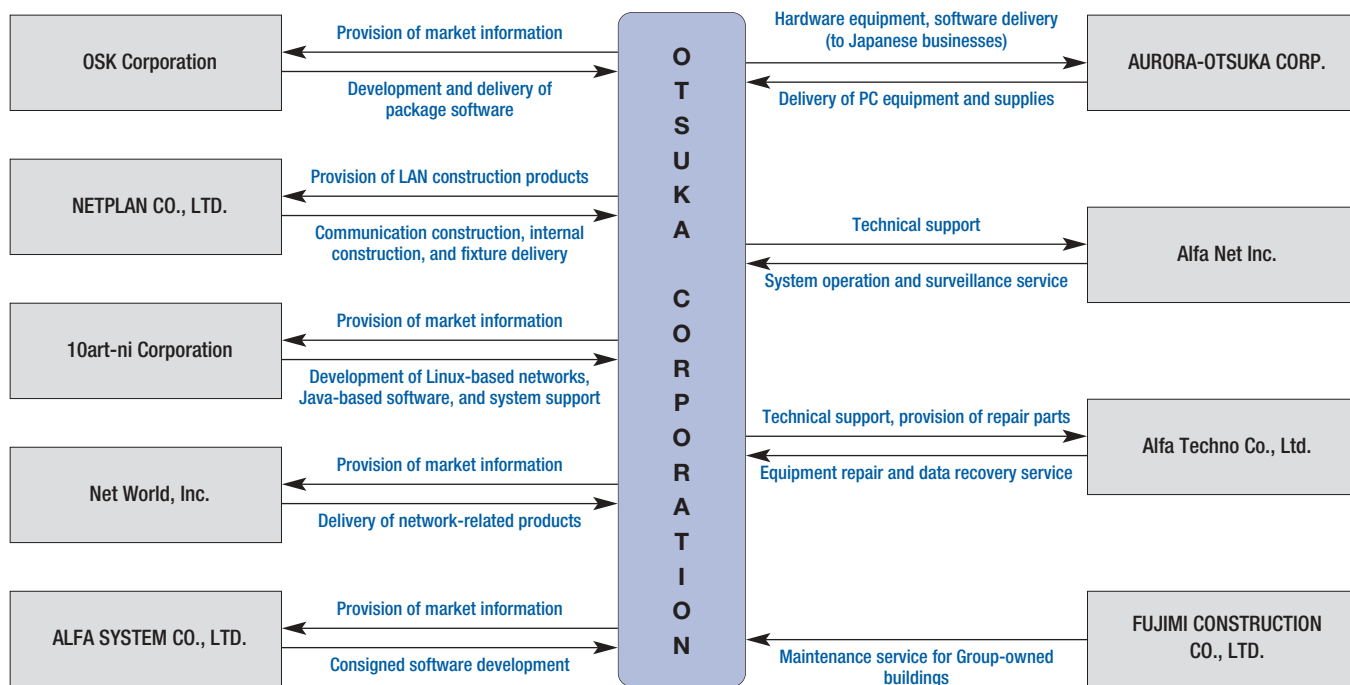 OSK Corporation
Provision of market information
Development and delivery of
package software
NETPLAN CO., LTD.
Provision of LAN construction products
Communication construction, internal
construction, and fixture delivery
10art-ni Corporation
Provision of market information
Development of Linux-based networks,
Java-based software, and system support
Net World, Inc.
Provision of market information
Delivery of network-related products
ALFA SYSTEM CO., LTD.
Provision of market information
Consigned software development
OTSUKA CORPORATION
Hardware equipment, software delivery
(to Japanese businesses)
Delivery of PC equipment and supplies
AURORA-OTSUKA CORP.
Technical support
System operation and surveillance service
Alfa Net Inc.
Technical support, provision of repair parts
Equipment repair and data recovery service
Alfa Techno Co., Ltd.
Maintenance service for Group-owned
buildings
FUJIMI CONSTRUCTION
CO., LTD.